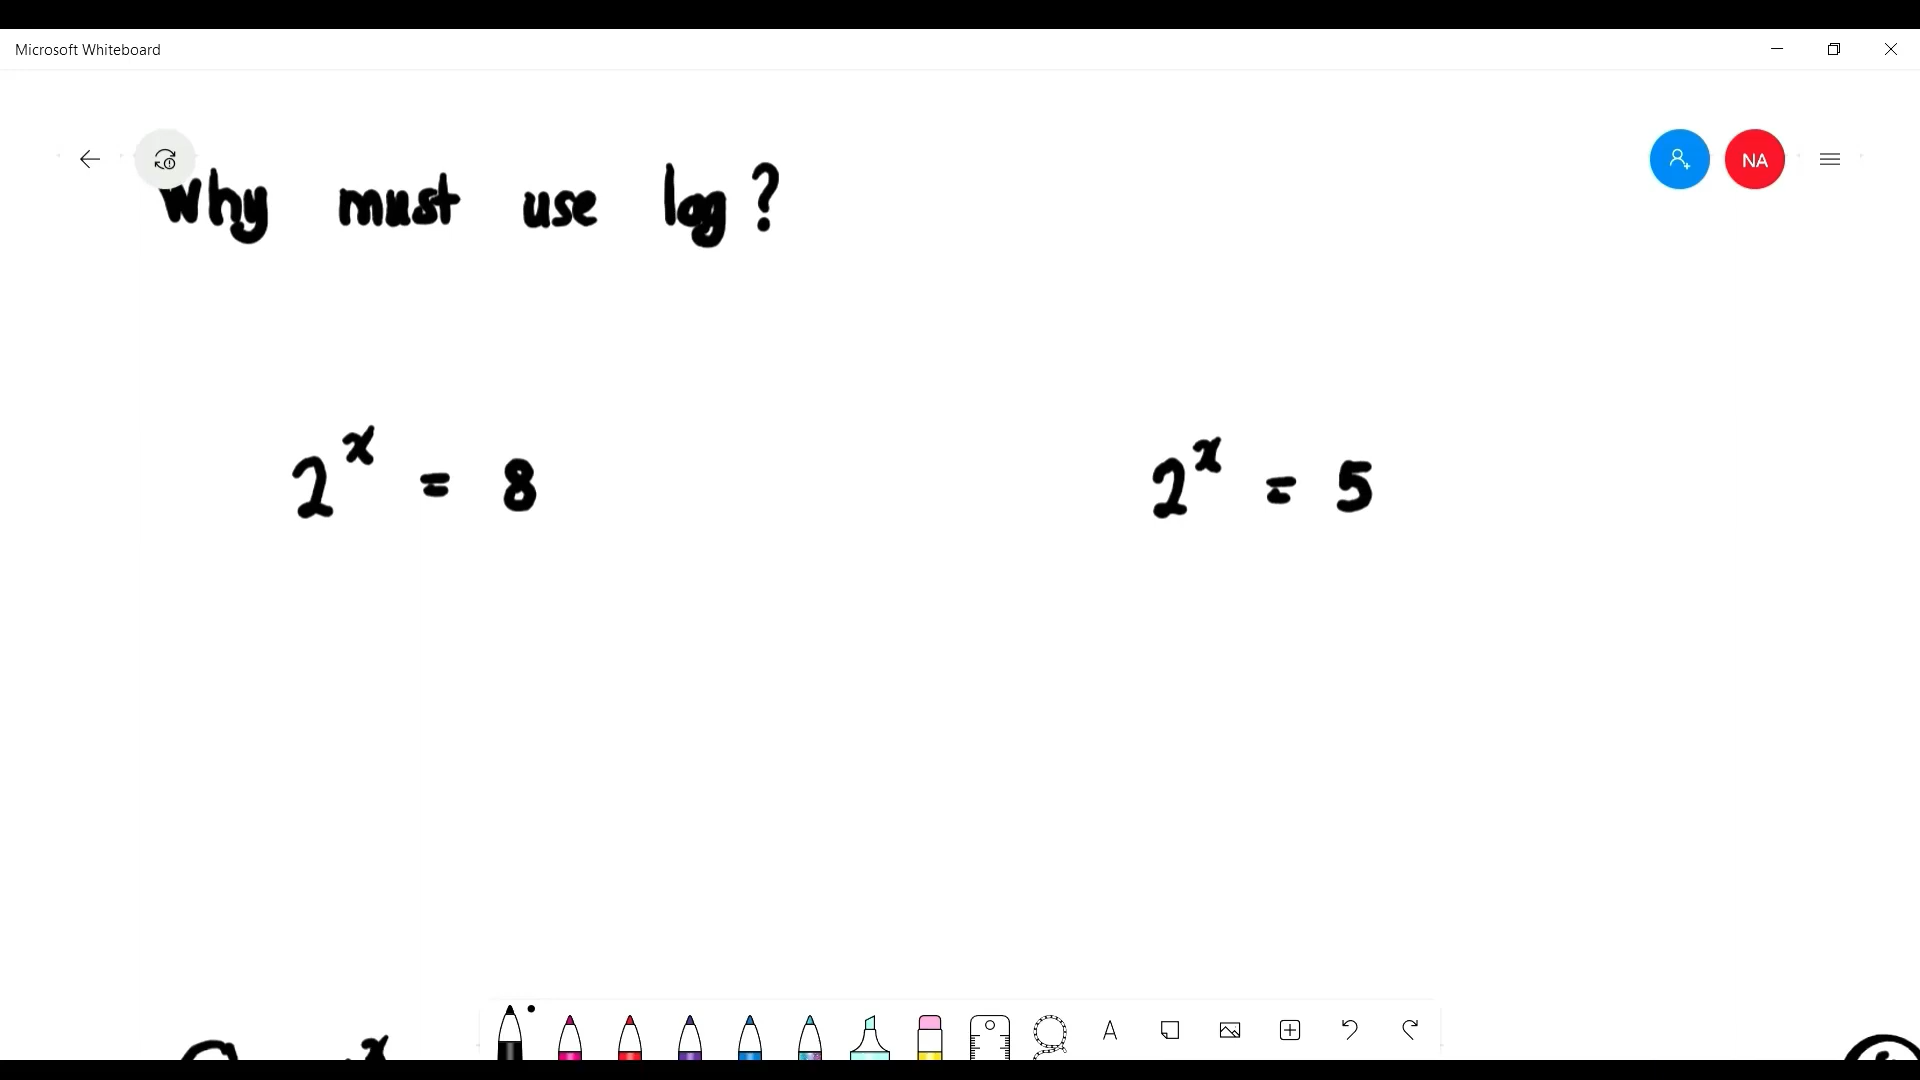 Microsoft Whiteboard
NA
Why must use log?
2^x = 8
2^x = 5
x
A